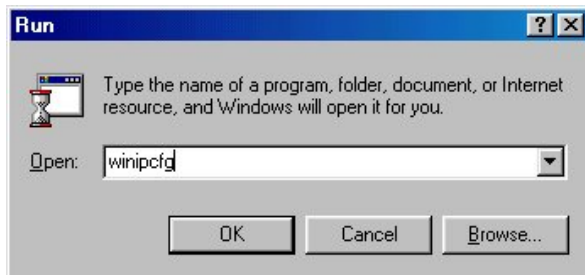 Run
Type the name of a program, folder, document, or Internet
resource, and Windows will open it for you.
Open: winipcfg
OK Cancel Browse...